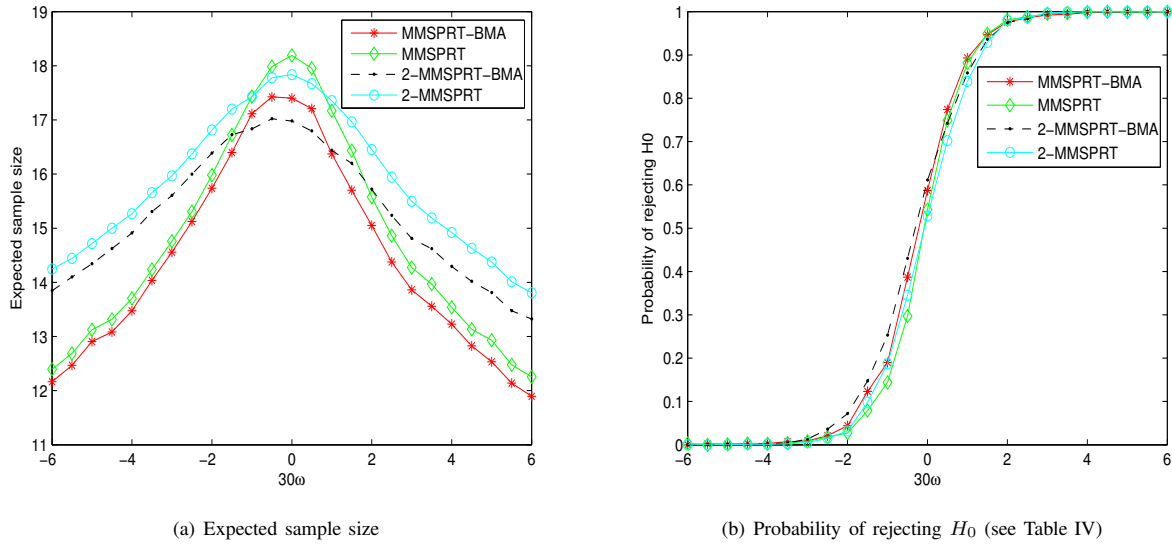 19
18
17
16
15
14
13
12
11
Expected sample size
MMSPRT-BMA
MMSPRT
2-MMSPRT-BMA
2-MMSPRT
-6 -4 -2 0 2 4 6
30ω
(a) Expected sample size
1
0.9
0.8
0.7
0.6
0.5
0.4
0.3
0.2
0.1
0
Probability of rejecting H0
MMSPRT-BMA
MMSPRT
2-MMSPRT-BMA
2-MMSPRT
-6 -4 -2 0 2 4 6
30ω
(b) Probability of rejecting H₀ (see Table IV)